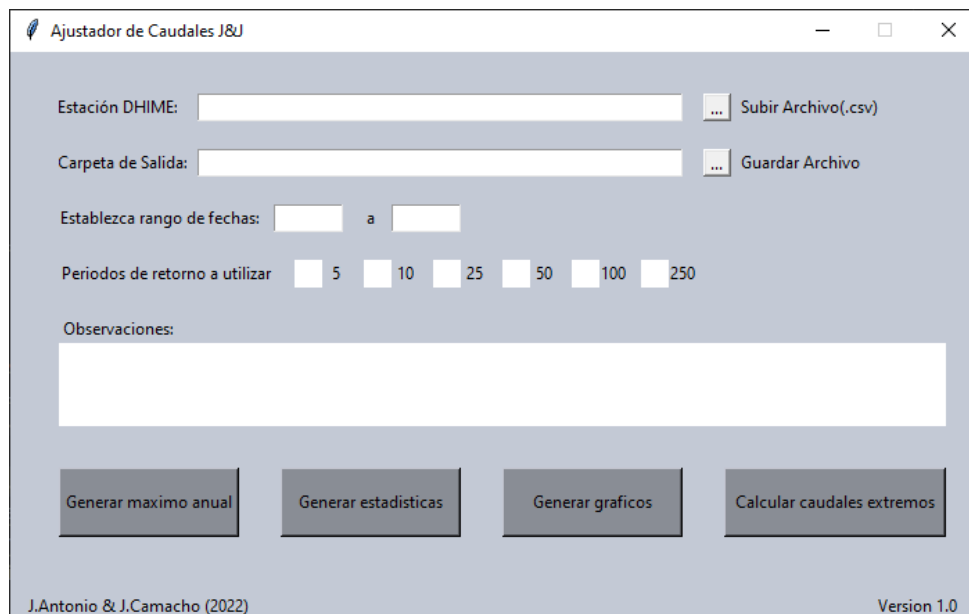 Ajustador de Caudales J&J
Estación DHIME: ... Subir Archivo(.csv)
Carpeta de Salida: ... Guardar Archivo
Establezca rango de fechas: a
Periodos de retorno a utilizar 5 10 25 50 100 250
Observaciones:
Generar maximo anual Generar estadisticas Generar graficos Calcular caudales extremos
J.Antonio & J.Camacho (2022) Version 1.0